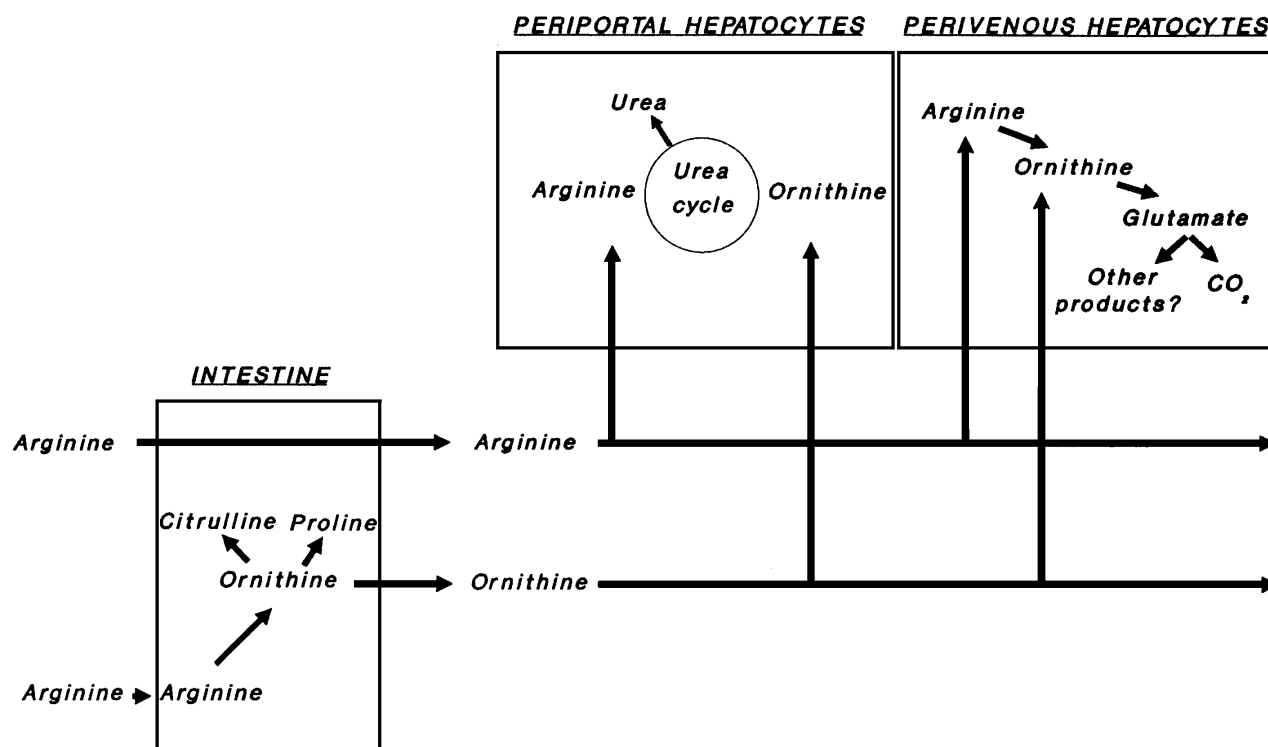 PERIPORTAL HEPATOCYTES
PERIVENOUS HEPATOCYTES
Urea
Arginine
Urea
cycle
Ornithine
Arginine
Ornithine
Glutamate
Other
products?
CO₂
INTESTINE
Arginine
Arginine
Citrulline
Proline
Ornithine
Ornithine
Arginine
Arginine